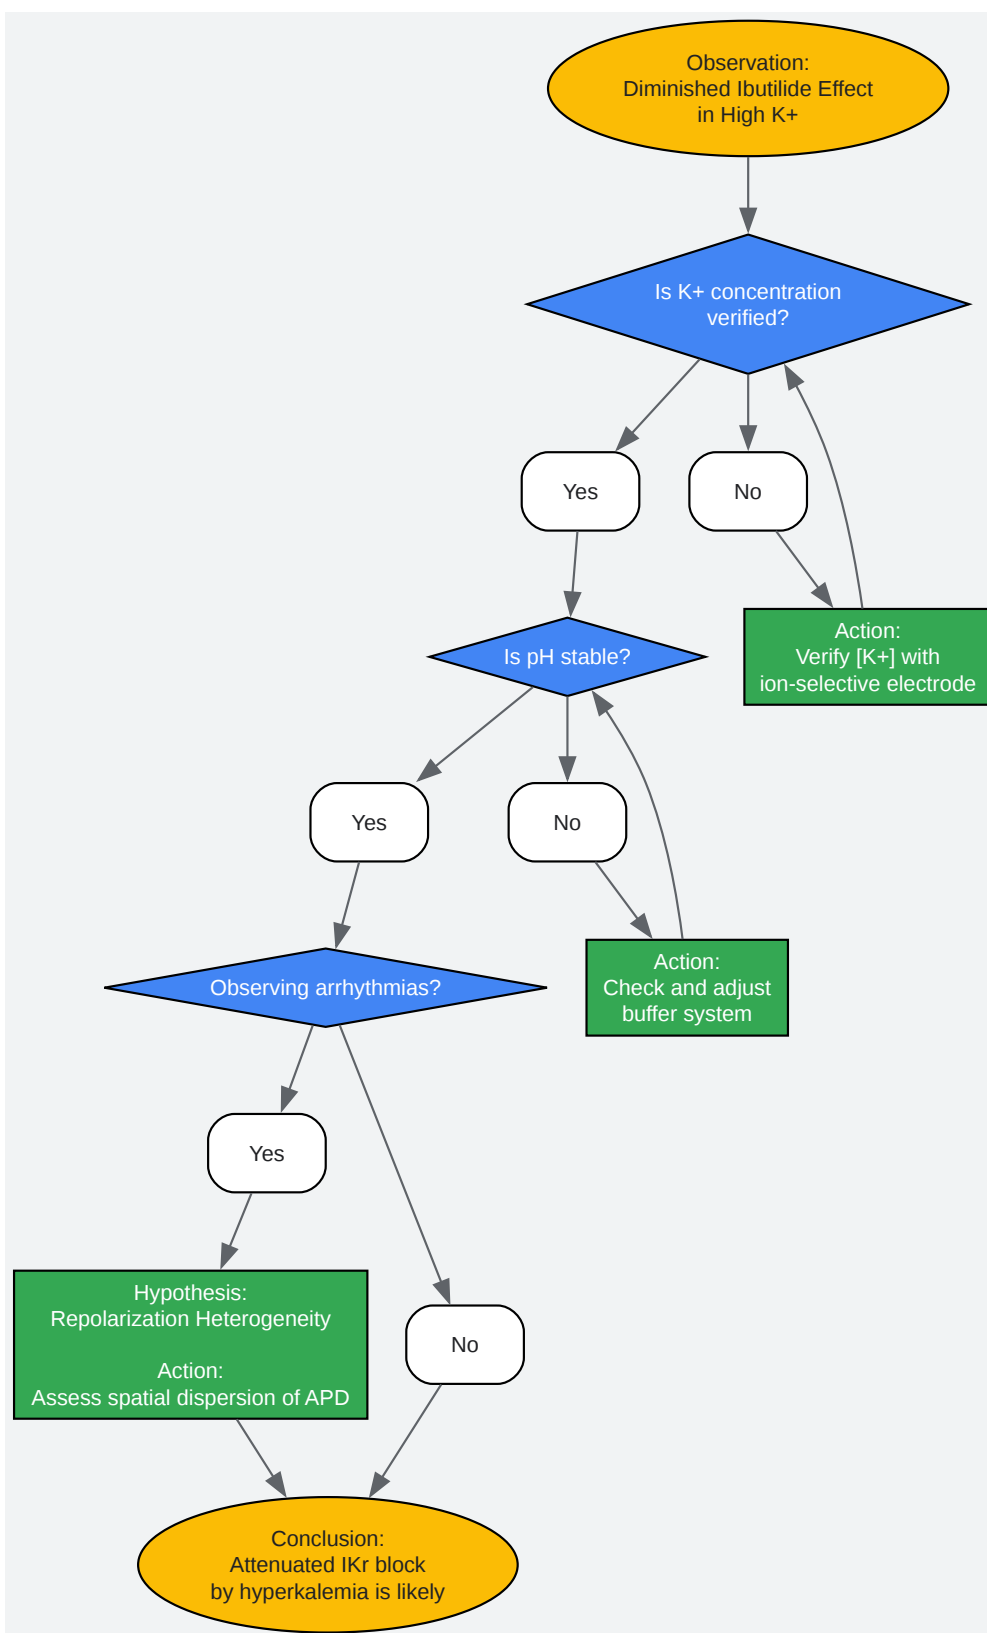 Observation:
Diminished Ibutilide Effect
in High K+
Is K+ concentration
verified?
Yes
No
Action:
Verify [K+] with
ion-selective electrode
Is pH stable?
Yes
No
Action:
Check and adjust
buffer system
Observing arrhythmias?
Yes
Hypothesis:
Repolarization Heterogeneity
Action:
Assess spatial dispersion of APD
No
Conclusion:
Attenuated IKr block
by hyperkalemia is likely